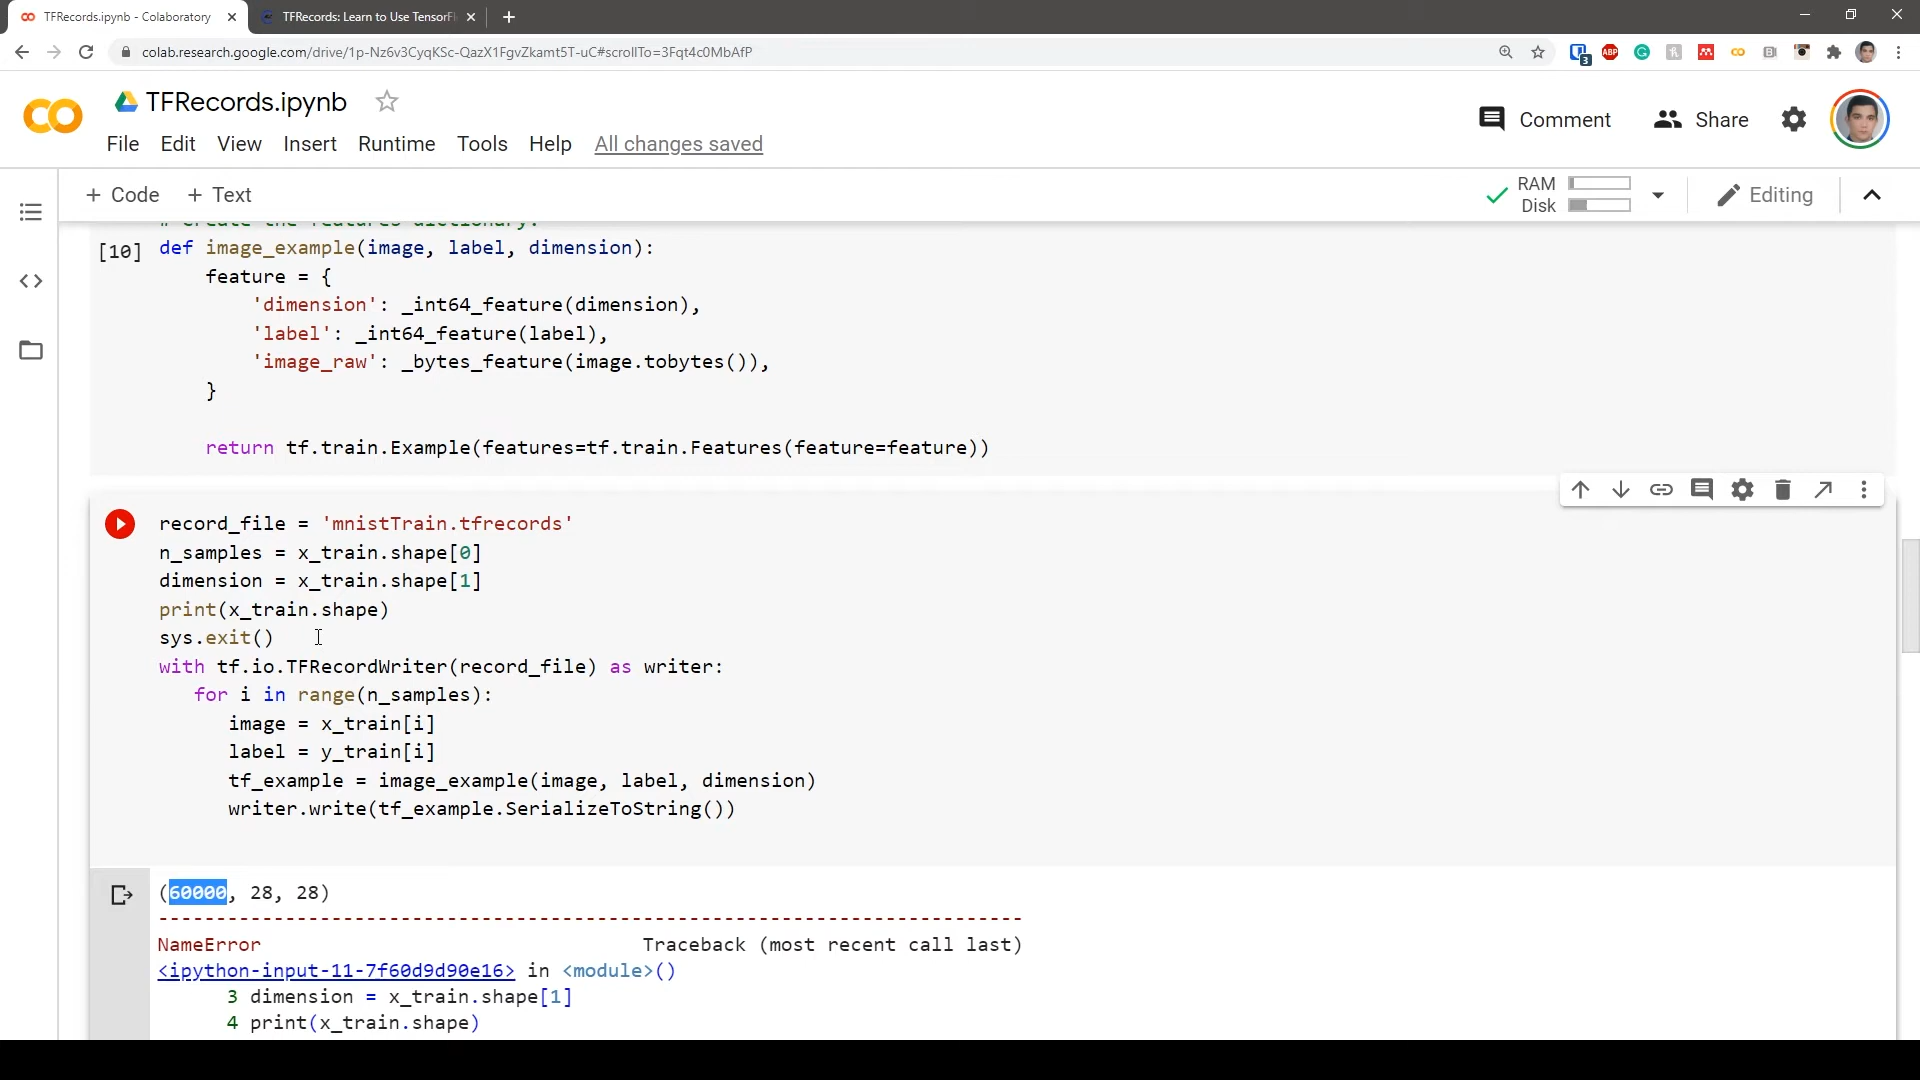 TFRecords.ipynb - Colaboratory
TFRecords: Learn to Use TensorFl
colab.research.google.com/drive/1p-Nz6v3CyqKSc-QazX1FgvZkamt5T-uC#scrollTo=3Fqt4c0MbAfP
3
ABP
TFRecords.ipynb
Comment
Share
File Edit View Insert Runtime Tools Help All changes saved
+ Code + Text
RAM
Disk
Editing
# Create the features dictionary.
[10] def image_example(image, label, dimension):
feature = {
'dimension': _int64_feature(dimension),
'label': _int64_feature(label),
'image_raw': _bytes_feature(image.tobytes()),
}
return tf.train.Example(features=tf.train.Features(feature=feature))
record_file = 'mnistTrain.tfrecords'
n_samples = x_train.shape[0]
dimension = x_train.shape[1]
print(x_train.shape)
sys.exit()
with tf.io.TFRecordWriter(record_file) as writer:
for i in range(n_samples):
image = x_train[i]
label = y_train[i]
tf_example = image_example(image, label, dimension)
writer.write(tf_example.SerializeToString())
(60000, 28, 28)
---------------------------------------------------------------------------
NameError Traceback (most recent call last)
<ipython-input-11-7f60d9d90e16> in <module>()
3 dimension = x_train.shape[1]
4 print(x_train.shape)